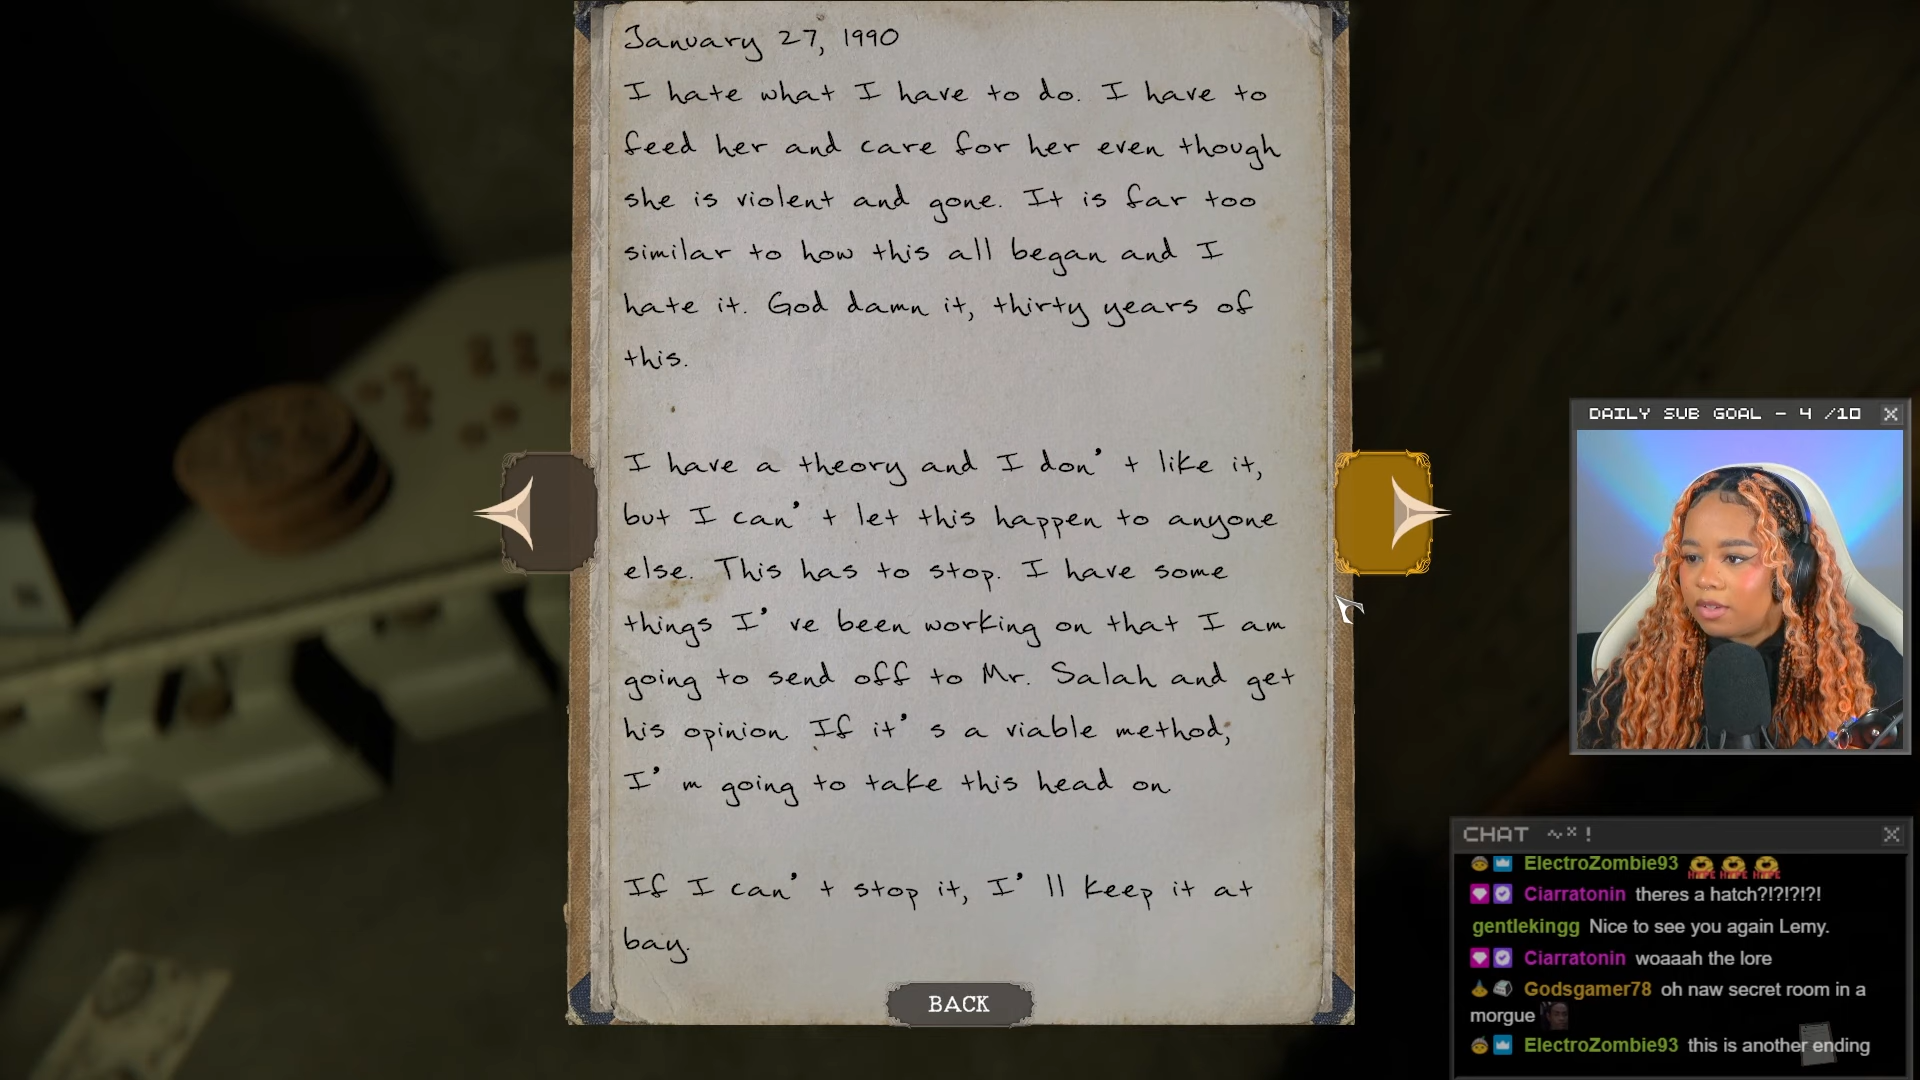 January 27, 1990
I hate what I have to do. I have to
feed her and care for her even though
she is violent and gone. It is far too
similar to how this all began and I
hate it. God damn it, thirty years of
this.
I have a theory and I don't like it,
but I can't let this happen to anyone
else. This has to stop. I have some
things I've been working on that I am
going to send off to Mr. Salah and get
his opinion. If it's a viable method,
I'm going to take this head on.
If I can't stop it, I'll keep it at
bay.
BACK
DAILY SUB GOAL - 4 /10
CHAT ~× !
ElectroZombie93 HYPE HYPE HYPE
Ciarratonin theres a hatch?!?!?!?!
gentlekingg Nice to see you again Lemy.
Ciarratonin woaaah the lore
Godsgamer78 oh naw secret room in a
morgue
ElectroZombie93 this is another ending